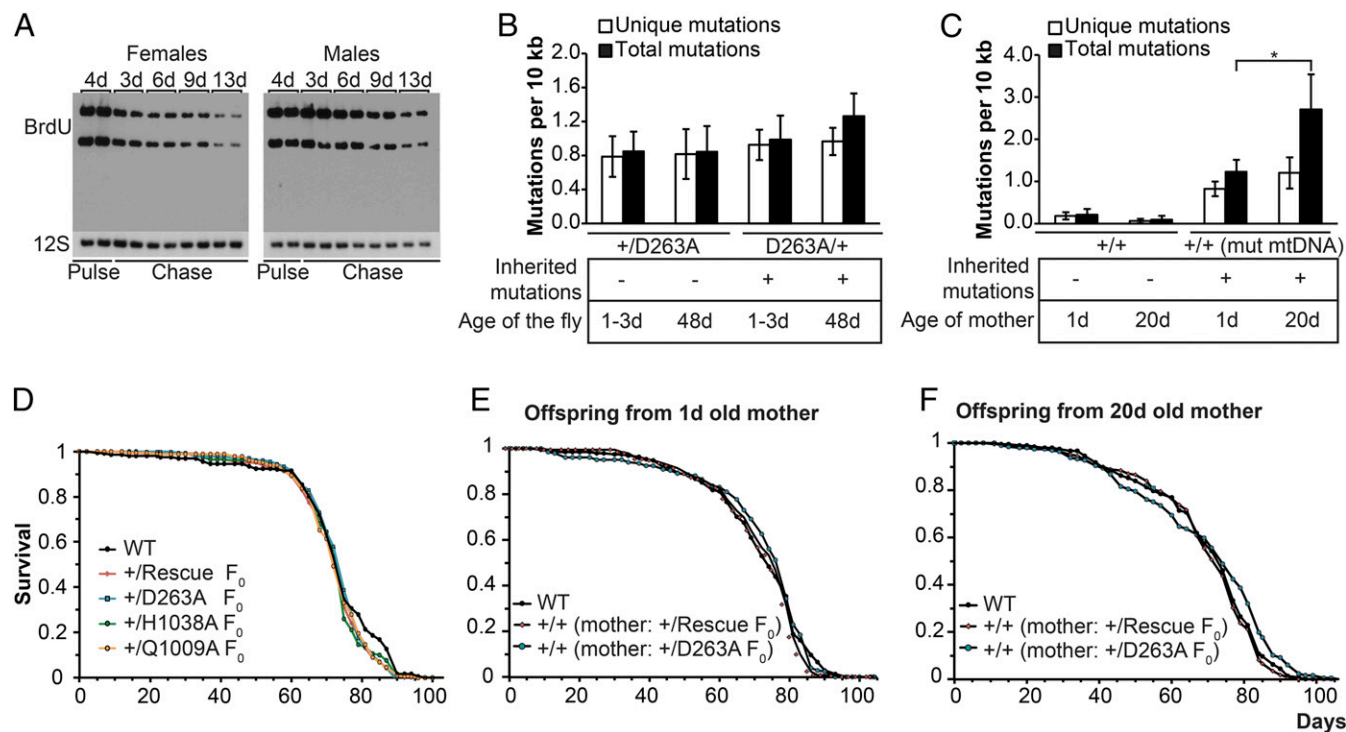 A
Females
Males
4d 3d 6d 9d 13d
4d 3d 6d 9d 13d
BrdU
12S
Pulse Chase
Pulse Chase
B
Unique mutations
Total mutations
Mutations per 10 kb
2.0
1.6
1.2
0.8
0.4
0.0
+/D263A D263A/+
Inherited mutations - - + +
Age of the fly 1-3d 48d 1-3d 48d
C
Unique mutations
Total mutations
Mutations per 10 kb
4.0
3.0
2.0
1.0
0.0
*
+/+ +/+ (mut mtDNA)
Inherited mutations - - + +
Age of mother 1d 20d 1d 20d
D
Survival
1
0.8
0.6
0.4
0.2
0
WT
+/Rescue F0
+/D263A F0
+/H1038A F0
+/Q1009A F0
0 20 40 60 80 100
E
Offspring from 1d old mother
1
0.8
0.6
0.4
0.2
0
WT
+/+ (mother: +/Rescue F0)
+/+ (mother: +/D263A F0)
0 20 40 60 80 100
F
Offspring from 20d old mother
1
0.8
0.6
0.4
0.2
0
WT
+/+ (mother: +/Rescue F0)
+/+ (mother: +/D263A F0)
0 20 40 60 80 100
Days